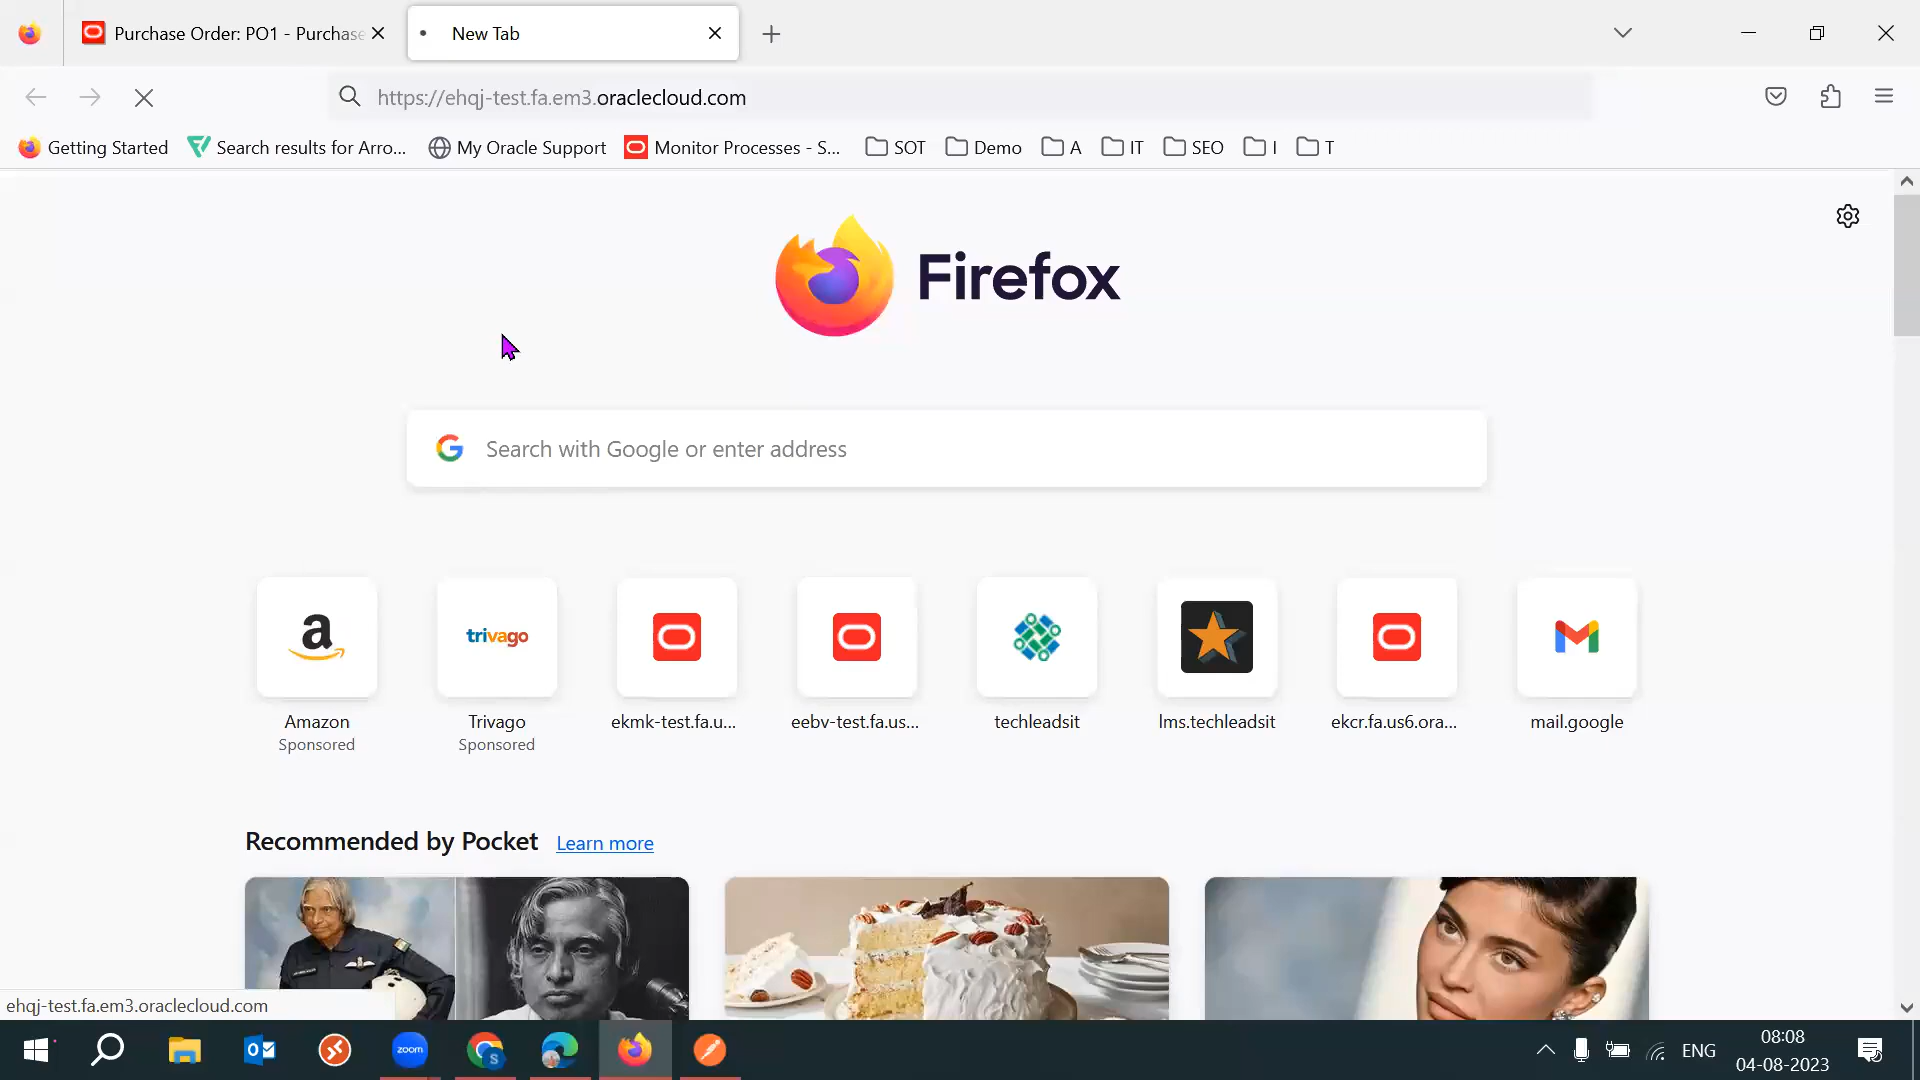 Purchase Order: PO1 - Purchase
New Tab
https://ehqj-test.fa.em3.oraclecloud.com
Getting Started
Search results for Arro...
My Oracle Support
Monitor Processes - S...
SOT
Demo
A
IT
SEO
I
T
Firefox
Search with Google or enter address
Amazon
Sponsored
trivago
Trivago
Sponsored
ekmk-test.fa.u...
eebv-test.fa.us...
techleadsit
lms.techleadsit
ekcr.fa.us6.ora...
mail.google
Recommended by Pocket Learn more
ehqj-test.fa.em3.oraclecloud.com
zoom
S
ENG
08:08
04-08-2023